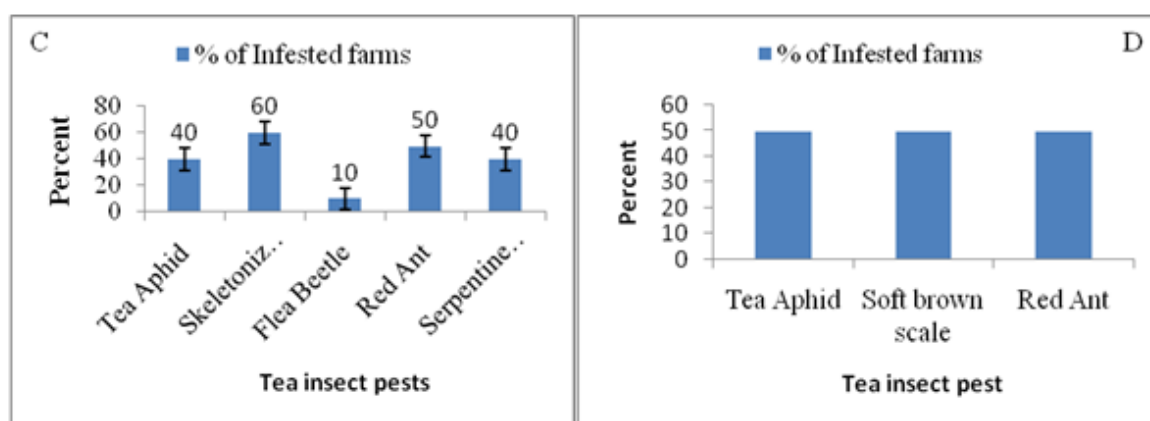 C
% of Infested farms
Percent
80
60
40
20
0
40
60
10
50
40
Tea Aphid
Skeletoniz..
Flea Beetle
Red Ant
Serpentine..
Tea insect pests
D
% of Infested farms
Percent
60
50
40
30
20
10
0
Tea Aphid
Soft brown
scale
Red Ant
Tea insect pest